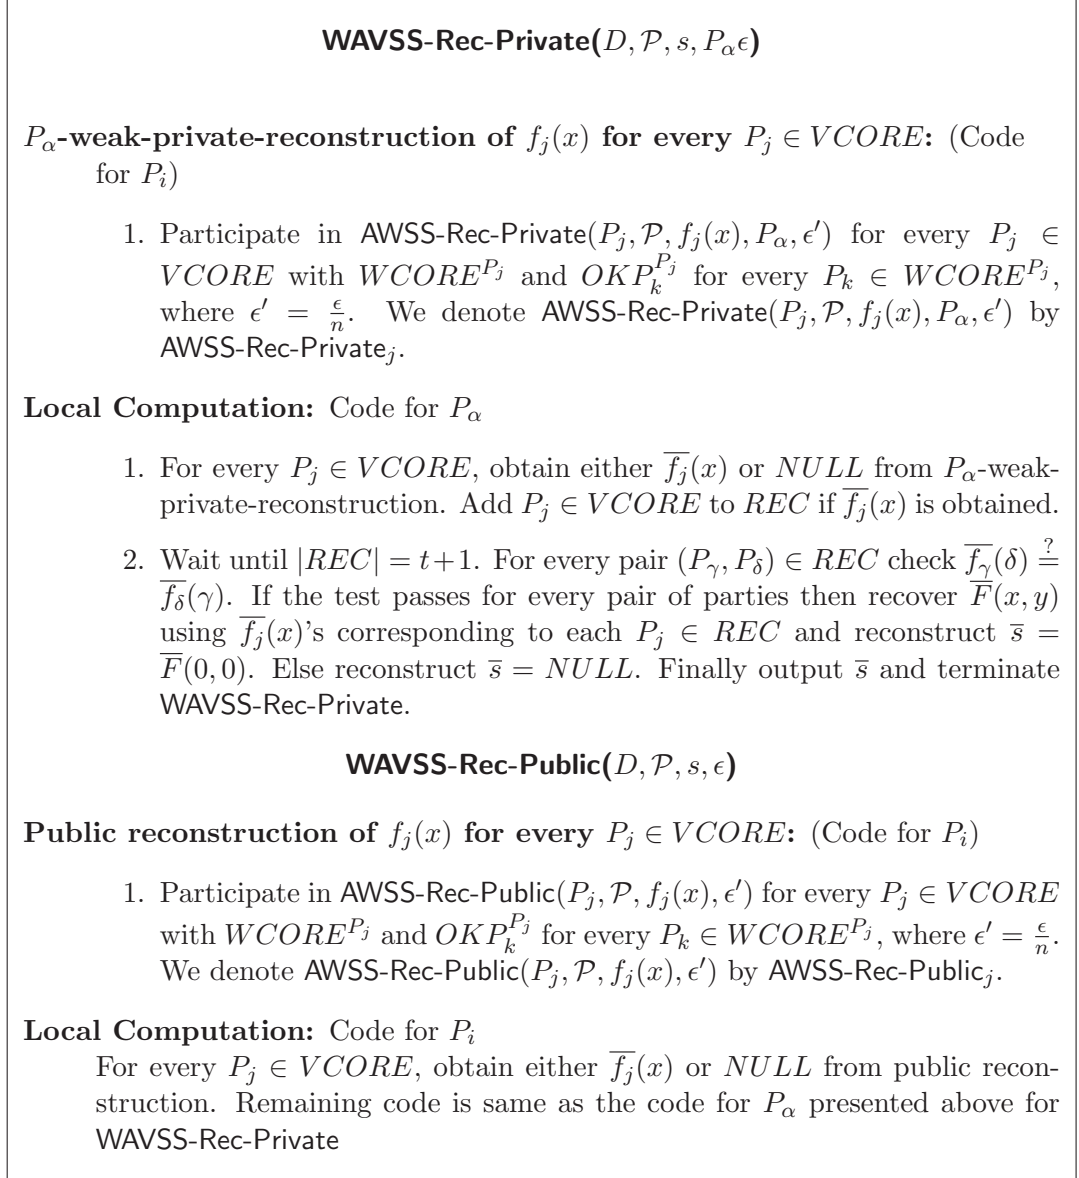 WAVSS-Rec-Private(D, P, s, P_αϵ)
P_α-weak-private-reconstruction of f_j(x) for every P_j ∈ VCORE: (Code
for P_i)
1. Participate in AWSS-Rec-Private(P_j, P, f_j(x), P_α, ϵ′) for every P_j ∈
VCORE with WCORE^{P_j} and OKP_k^{P_j} for every P_k ∈ WCORE^{P_j},
where ϵ′ = ϵ/n. We denote AWSS-Rec-Private(P_j, P, f_j(x), P_α, ϵ′) by
AWSS-Rec-Private_j.
Local Computation: Code for P_α
1. For every P_j ∈ VCORE, obtain either \overline{f_j}(x) or NULL from P_α-weak-
private-reconstruction. Add P_j ∈ VCORE to REC if \overline{f_j}(x) is obtained.
2. Wait until |REC| = t+1. For every pair (P_γ, P_δ) ∈ REC check \overline{f_γ}(δ) ≟
\overline{f_δ}(γ). If the test passes for every pair of parties then recover \overline{F}(x, y)
using \overline{f_j}(x)'s corresponding to each P_j ∈ REC and reconstruct \overline{s} =
\overline{F}(0, 0). Else reconstruct \overline{s} = NULL. Finally output \overline{s} and terminate
WAVSS-Rec-Private.
WAVSS-Rec-Public(D, P, s, ϵ)
Public reconstruction of f_j(x) for every P_j ∈ VCORE: (Code for P_i)
1. Participate in AWSS-Rec-Public(P_j, P, f_j(x), ϵ′) for every P_j ∈ VCORE
with WCORE^{P_j} and OKP_k^{P_j} for every P_k ∈ WCORE^{P_j}, where ϵ′ = ϵ/n.
We denote AWSS-Rec-Public(P_j, P, f_j(x), ϵ′) by AWSS-Rec-Public_j.
Local Computation: Code for P_i
For every P_j ∈ VCORE, obtain either \overline{f_j}(x) or NULL from public recon-
struction. Remaining code is same as the code for P_α presented above for
WAVSS-Rec-Private